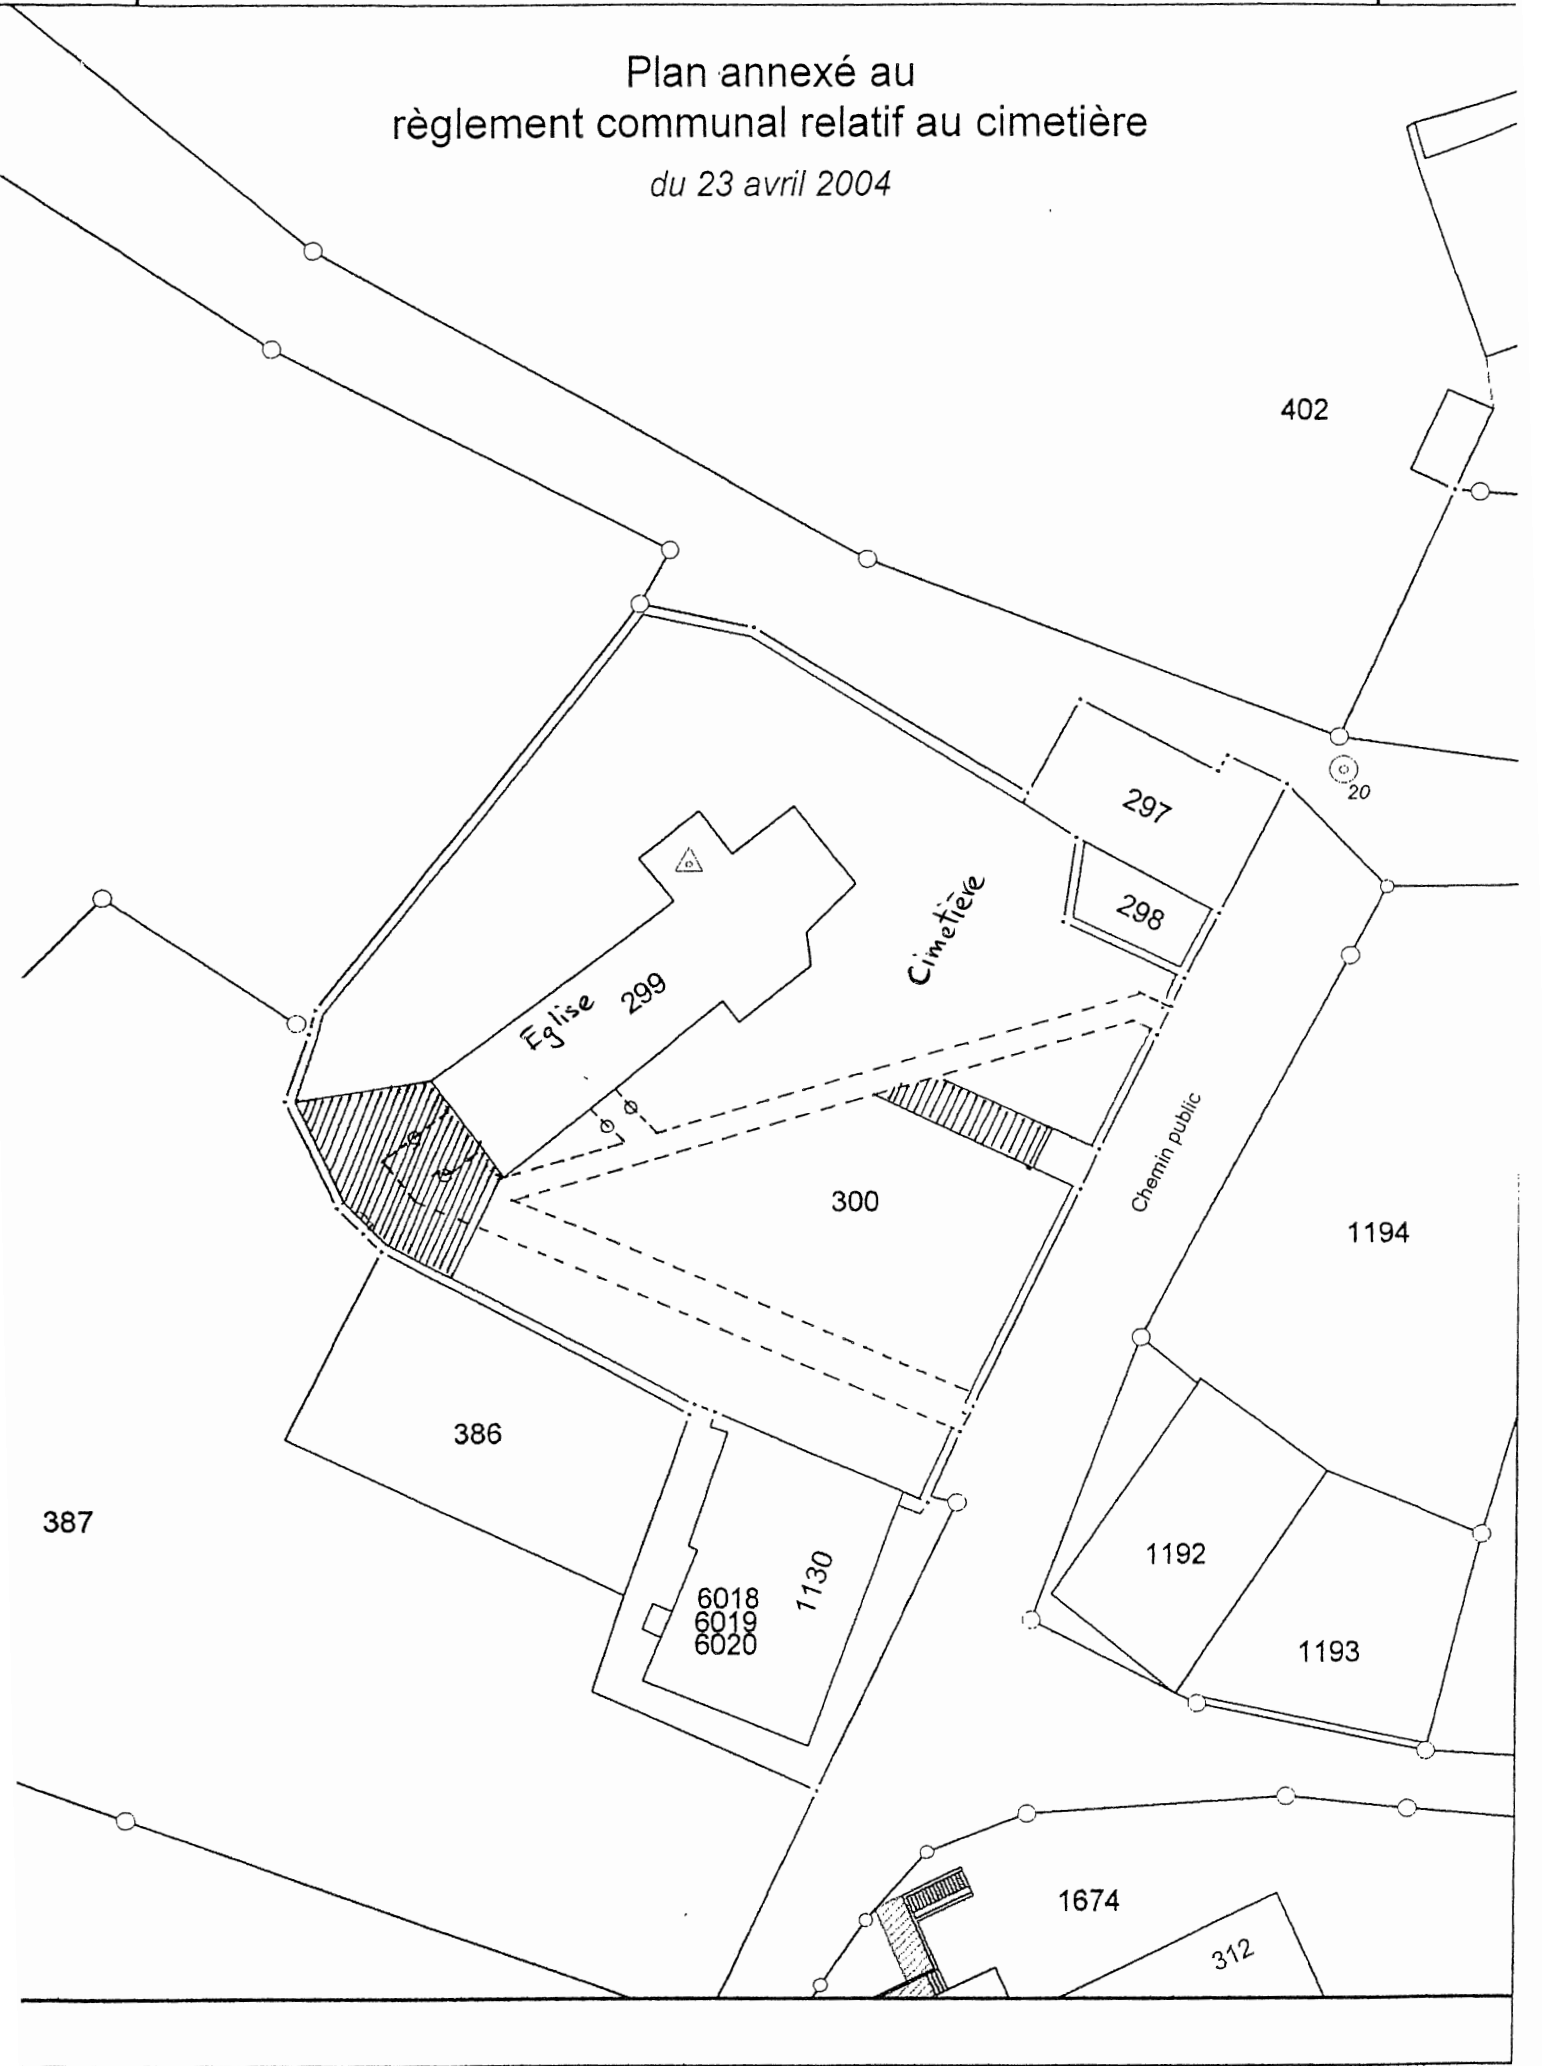 Plan annexé au
règlement communal relatif au cimetière
du 23 avril 2004
402
297
20
298
Cimetière
299
Eglise
Chemin public
300
1194
386
387
1192
1130
6018
6019
6020
1193
1674
312